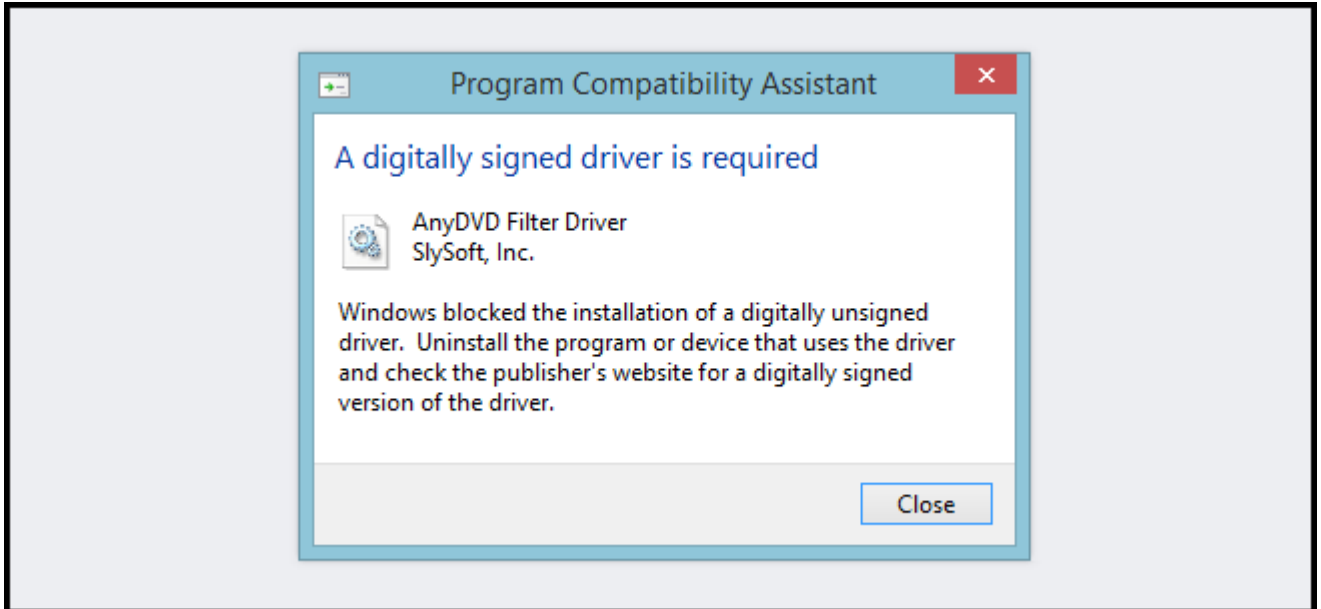 Program Compatibility Assistant
A digitally signed driver is required
AnyDVD Filter Driver
SlySoft, Inc.
Windows blocked the installation of a digitally unsigned
driver.  Uninstall the program or device that uses the driver
and check the publisher's website for a digitally signed
version of the driver.
Close